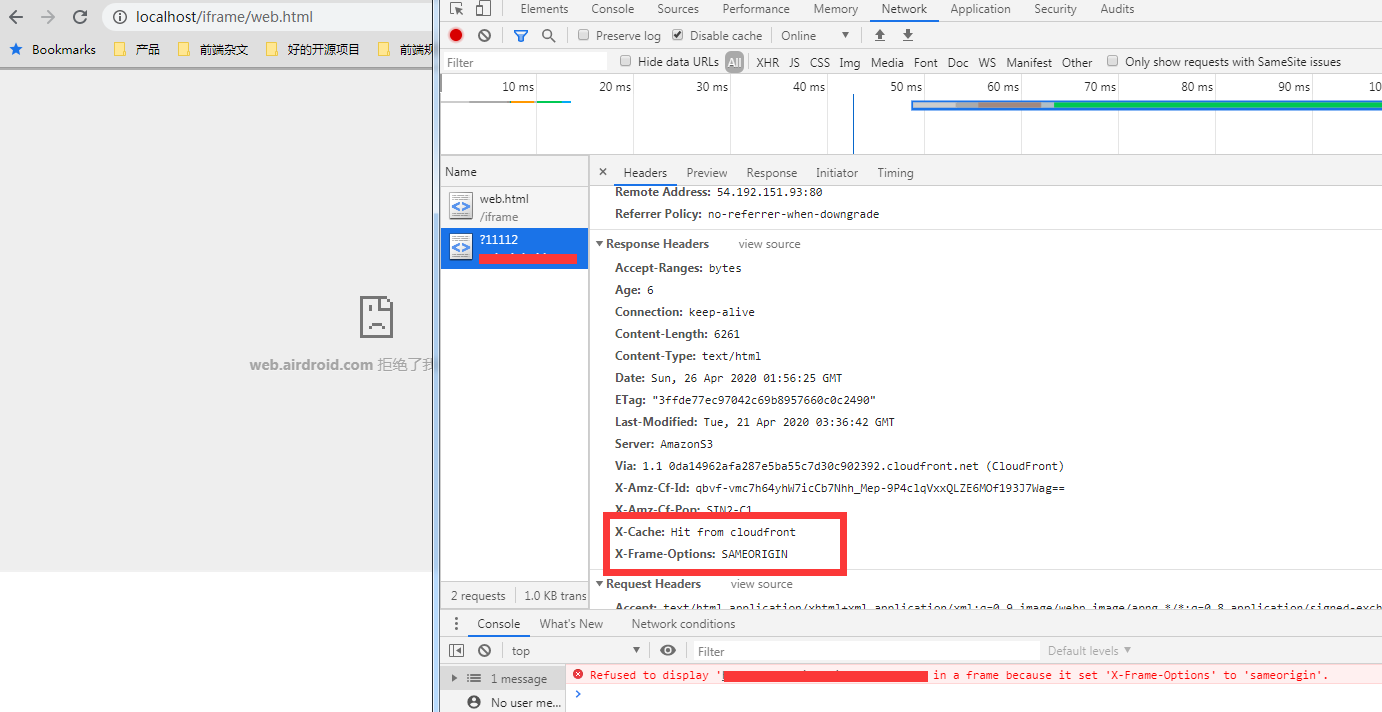 localhost/iframe/web.html
Bookmarks 产品 前端杂文 好的开源项目 前端规
web.airdroid.com 拒绝了我
Elements Console Sources Performance Memory Network Application Security Audits
Preserve log Disable cache Online
Filter Hide data URLs All XHR JS CSS Img Media Font Doc WS Manifest Other Only show requests with SameSite issues
10 ms 20 ms 30 ms 40 ms 50 ms 60 ms 70 ms 80 ms 90 ms 10
Name
web.html
/iframe
?11112
2 requests 1.0 KB trans
× Headers Preview Response Initiator Timing
Remote Address: 54.192.151.93:80
Referrer Policy: no-referrer-when-downgrade
Response Headers view source
Accept-Ranges: bytes
Age: 6
Connection: keep-alive
Content-Length: 6261
Content-Type: text/html
Date: Sun, 26 Apr 2020 01:56:25 GMT
ETag: "3ffde77ec97042c69b8957660c0c2490"
Last-Modified: Tue, 21 Apr 2020 03:36:42 GMT
Server: AmazonS3
Via: 1.1 0da14962afa287e5ba55c7d30c902392.cloudfront.net (CloudFront)
X-Amz-Cf-Id: qbvf-vmc7h64yhW7icCb7Nhh_Mep-9P4clqVxxQLZE6MOf193J7Wag==
X-Amz-Cf-Pop: SIN2-C1
X-Cache: Hit from cloudfront
X-Frame-Options: SAMEORIGIN
Request Headers view source
Accept: text/html,application/xhtml+xml,application/xml;q=0.9,image/webp,image/apng,*/*;q=0.8,application/signed-exch
Console What's New Network conditions
top Filter Default levels
1 message
No user me...
Refused to display ' in a frame because it set 'X-Frame-Options' to 'sameorigin'.